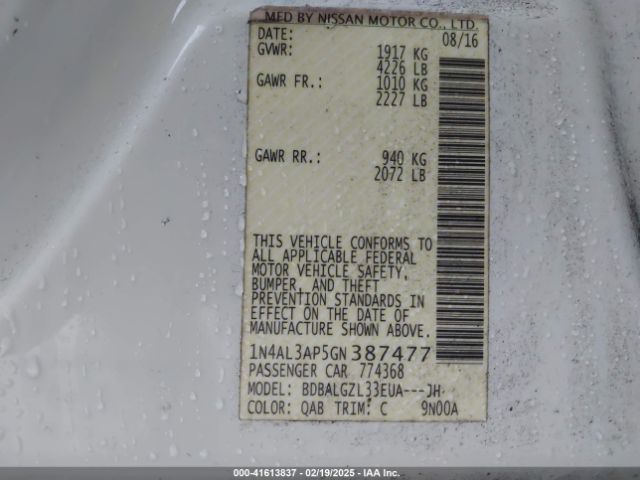 MFD BY NISSAN MOTOR CO., LTD.
DATE: 08/16
GVWR: 1917 KG
4226 LB
GAWR FR.: 1010 KG
2227 LB
GAWR RR.: 940 KG
2072 LB
THIS VEHICLE CONFORMS TO
ALL APPLICABLE FEDERAL
MOTOR VEHICLE SAFETY,
BUMPER, AND THEFT
PREVENTION STANDARDS IN
EFFECT ON THE DATE OF
MANUFACTURE SHOWN ABOVE.
1N4AL3AP5GN387477
PASSENGER CAR 774368
MODEL: BDBALGZL33EUA---JH
COLOR: QAB TRIM: C 9N00A
000-41613837 - 02/19/2025 - IAA Inc.